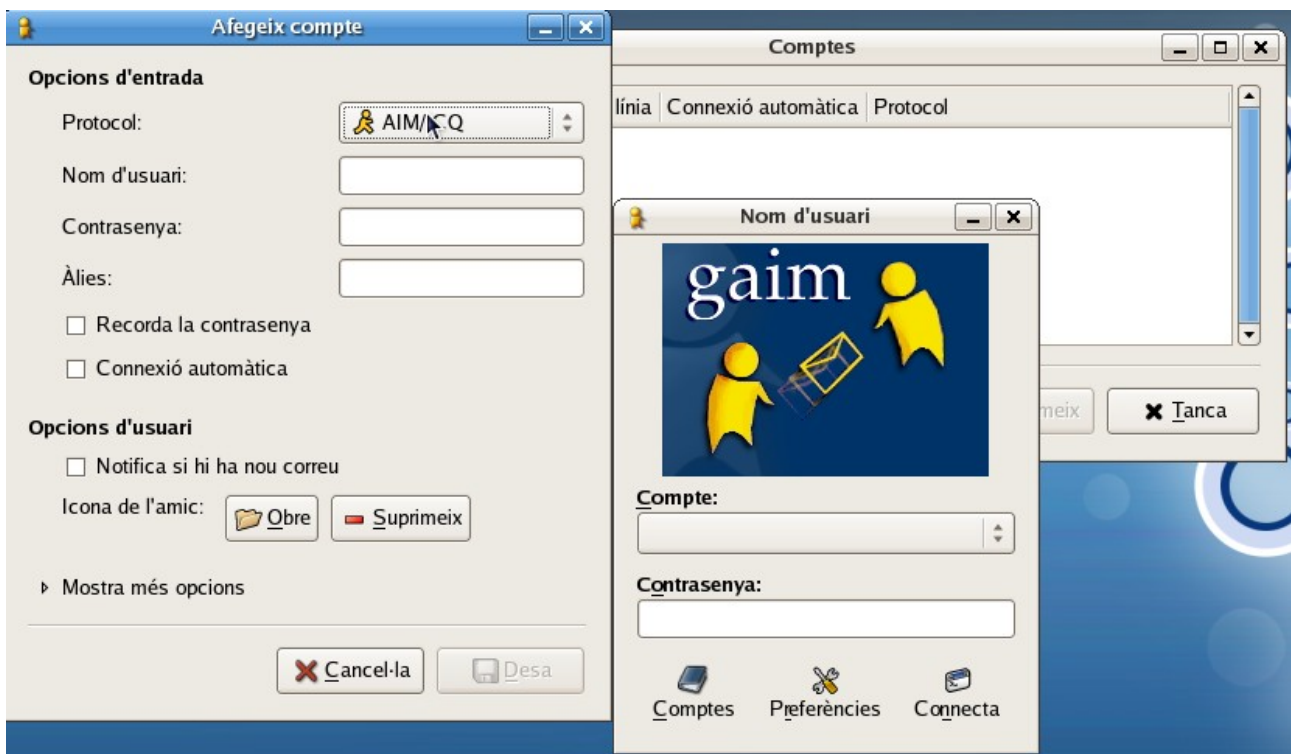 Afegeix compte
Opcions d'entrada
Protocol:
AIM/ICQ
Nom d'usuari:
Contrasenya:
Àlies:
Recorda la contrasenya
Connexió automàtica
Opcions d'usuari
Notifica si hi ha nou correu
Icona de l'amic:
Obre
Suprimeix
Mostra més opcions
Cancel·la
Desa
Comptes
línia
Connexió automàtica
Protocol
meix
Tanca
Nom d'usuari
gaim
Compte:
Contrasenya:
Comptes
Preferències
Connecta